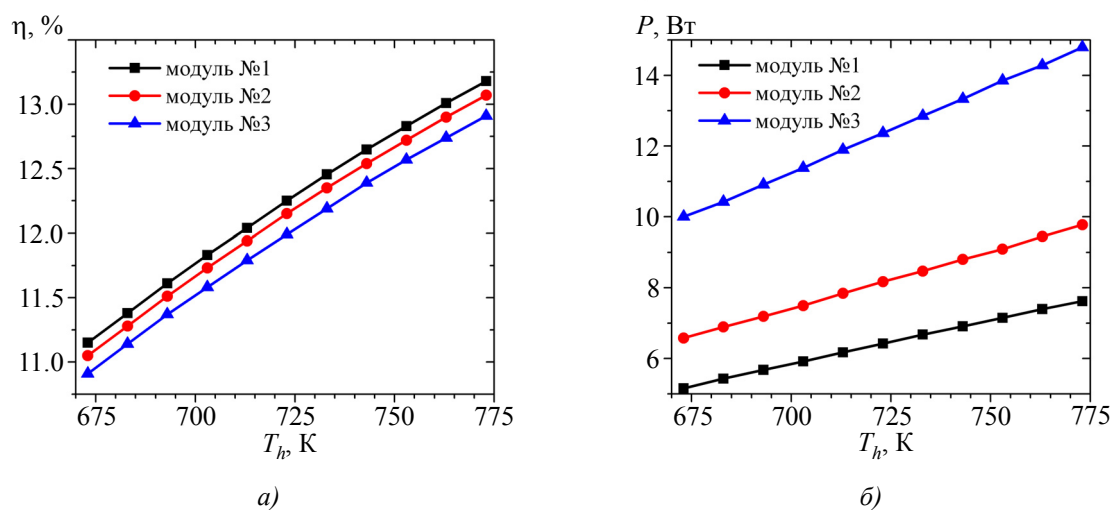 η, %
модуль №1
модуль №2
модуль №3
13.0
12.5
12.0
11.5
11.0
675 700 725 750 775
T_h, К
а)
P, Вт
модуль №1
модуль №2
модуль №3
14
12
10
8
6
675 700 725 750 775
T_h, К
б)